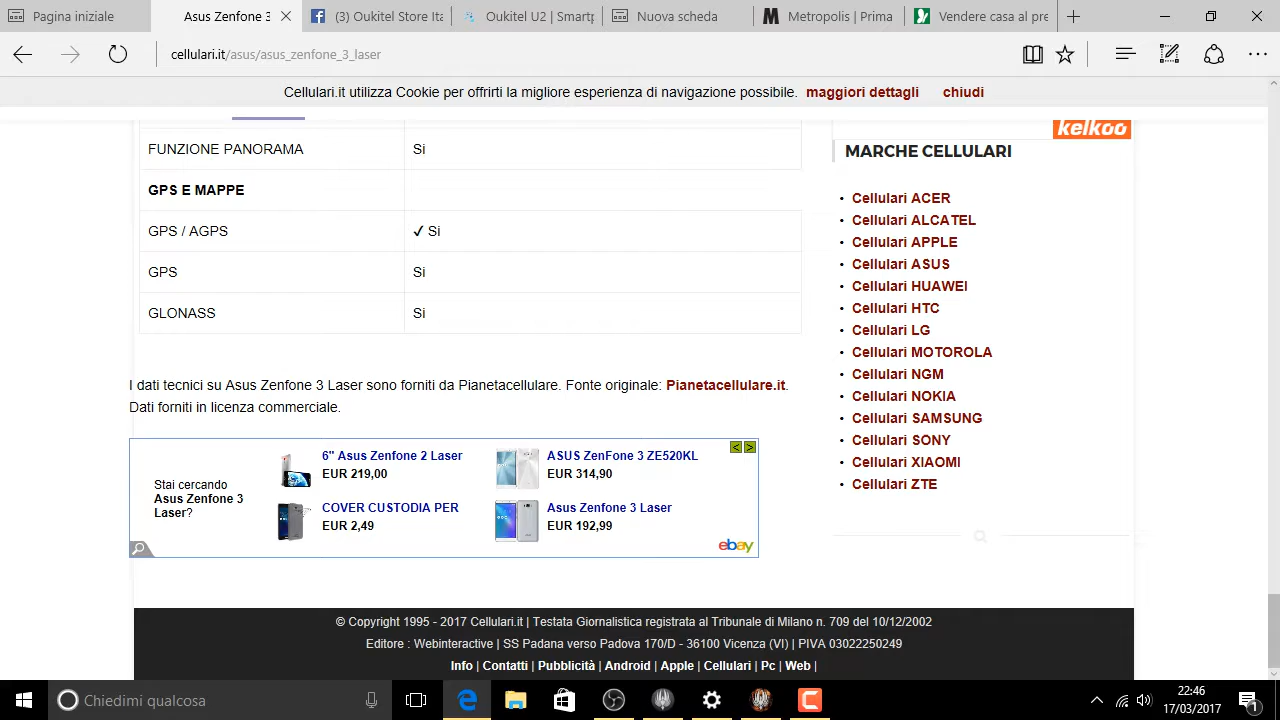 Pagina iniziale
Asus Zenfone 3
(3) Oukitel Store Ita
Oukitel U2 | Smartp
Nuova scheda
Metropolis | Prima
Vendere casa al pre
cellulari.it/asus/asus_zenfone_3_laser
Cellulari.it utilizza Cookie per offrirti la migliore esperienza di navigazione possibile. maggiori dettagli chiudi
FUNZIONE PANORAMA Si
GPS E MAPPE
GPS / AGPS ✓ Si
GPS Si
GLONASS Si
I dati tecnici su Asus Zenfone 3 Laser sono forniti da Pianetacellulare. Fonte originale: Pianetacellulare.it.
Dati forniti in licenza commerciale.
Stai cercando
Asus Zenfone 3
Laser?
6" Asus Zenfone 2 Laser
EUR 219,00
ASUS ZenFone 3 ZE520KL
EUR 314,90
COVER CUSTODIA PER
EUR 2,49
Asus Zenfone 3 Laser
EUR 192,99
< >
ebay
kelkoo
MARCHE CELLULARI
• Cellulari ACER
• Cellulari ALCATEL
• Cellulari APPLE
• Cellulari ASUS
• Cellulari HUAWEI
• Cellulari HTC
• Cellulari LG
• Cellulari MOTOROLA
• Cellulari NGM
• Cellulari NOKIA
• Cellulari SAMSUNG
• Cellulari SONY
• Cellulari XIAOMI
• Cellulari ZTE
© Copyright 1995 - 2017 Cellulari.it | Testata Giornalistica registrata al Tribunale di Milano n. 709 del 10/12/2002
Editore : Webinteractive | SS Padana verso Padova 170/D - 36100 Vicenza (VI) | PIVA 03022250249
Info | Contatti | Pubblicità | Android | Apple | Cellulari | Pc | Web |
Chiedimi qualcosa
22:46
17/03/2017
1